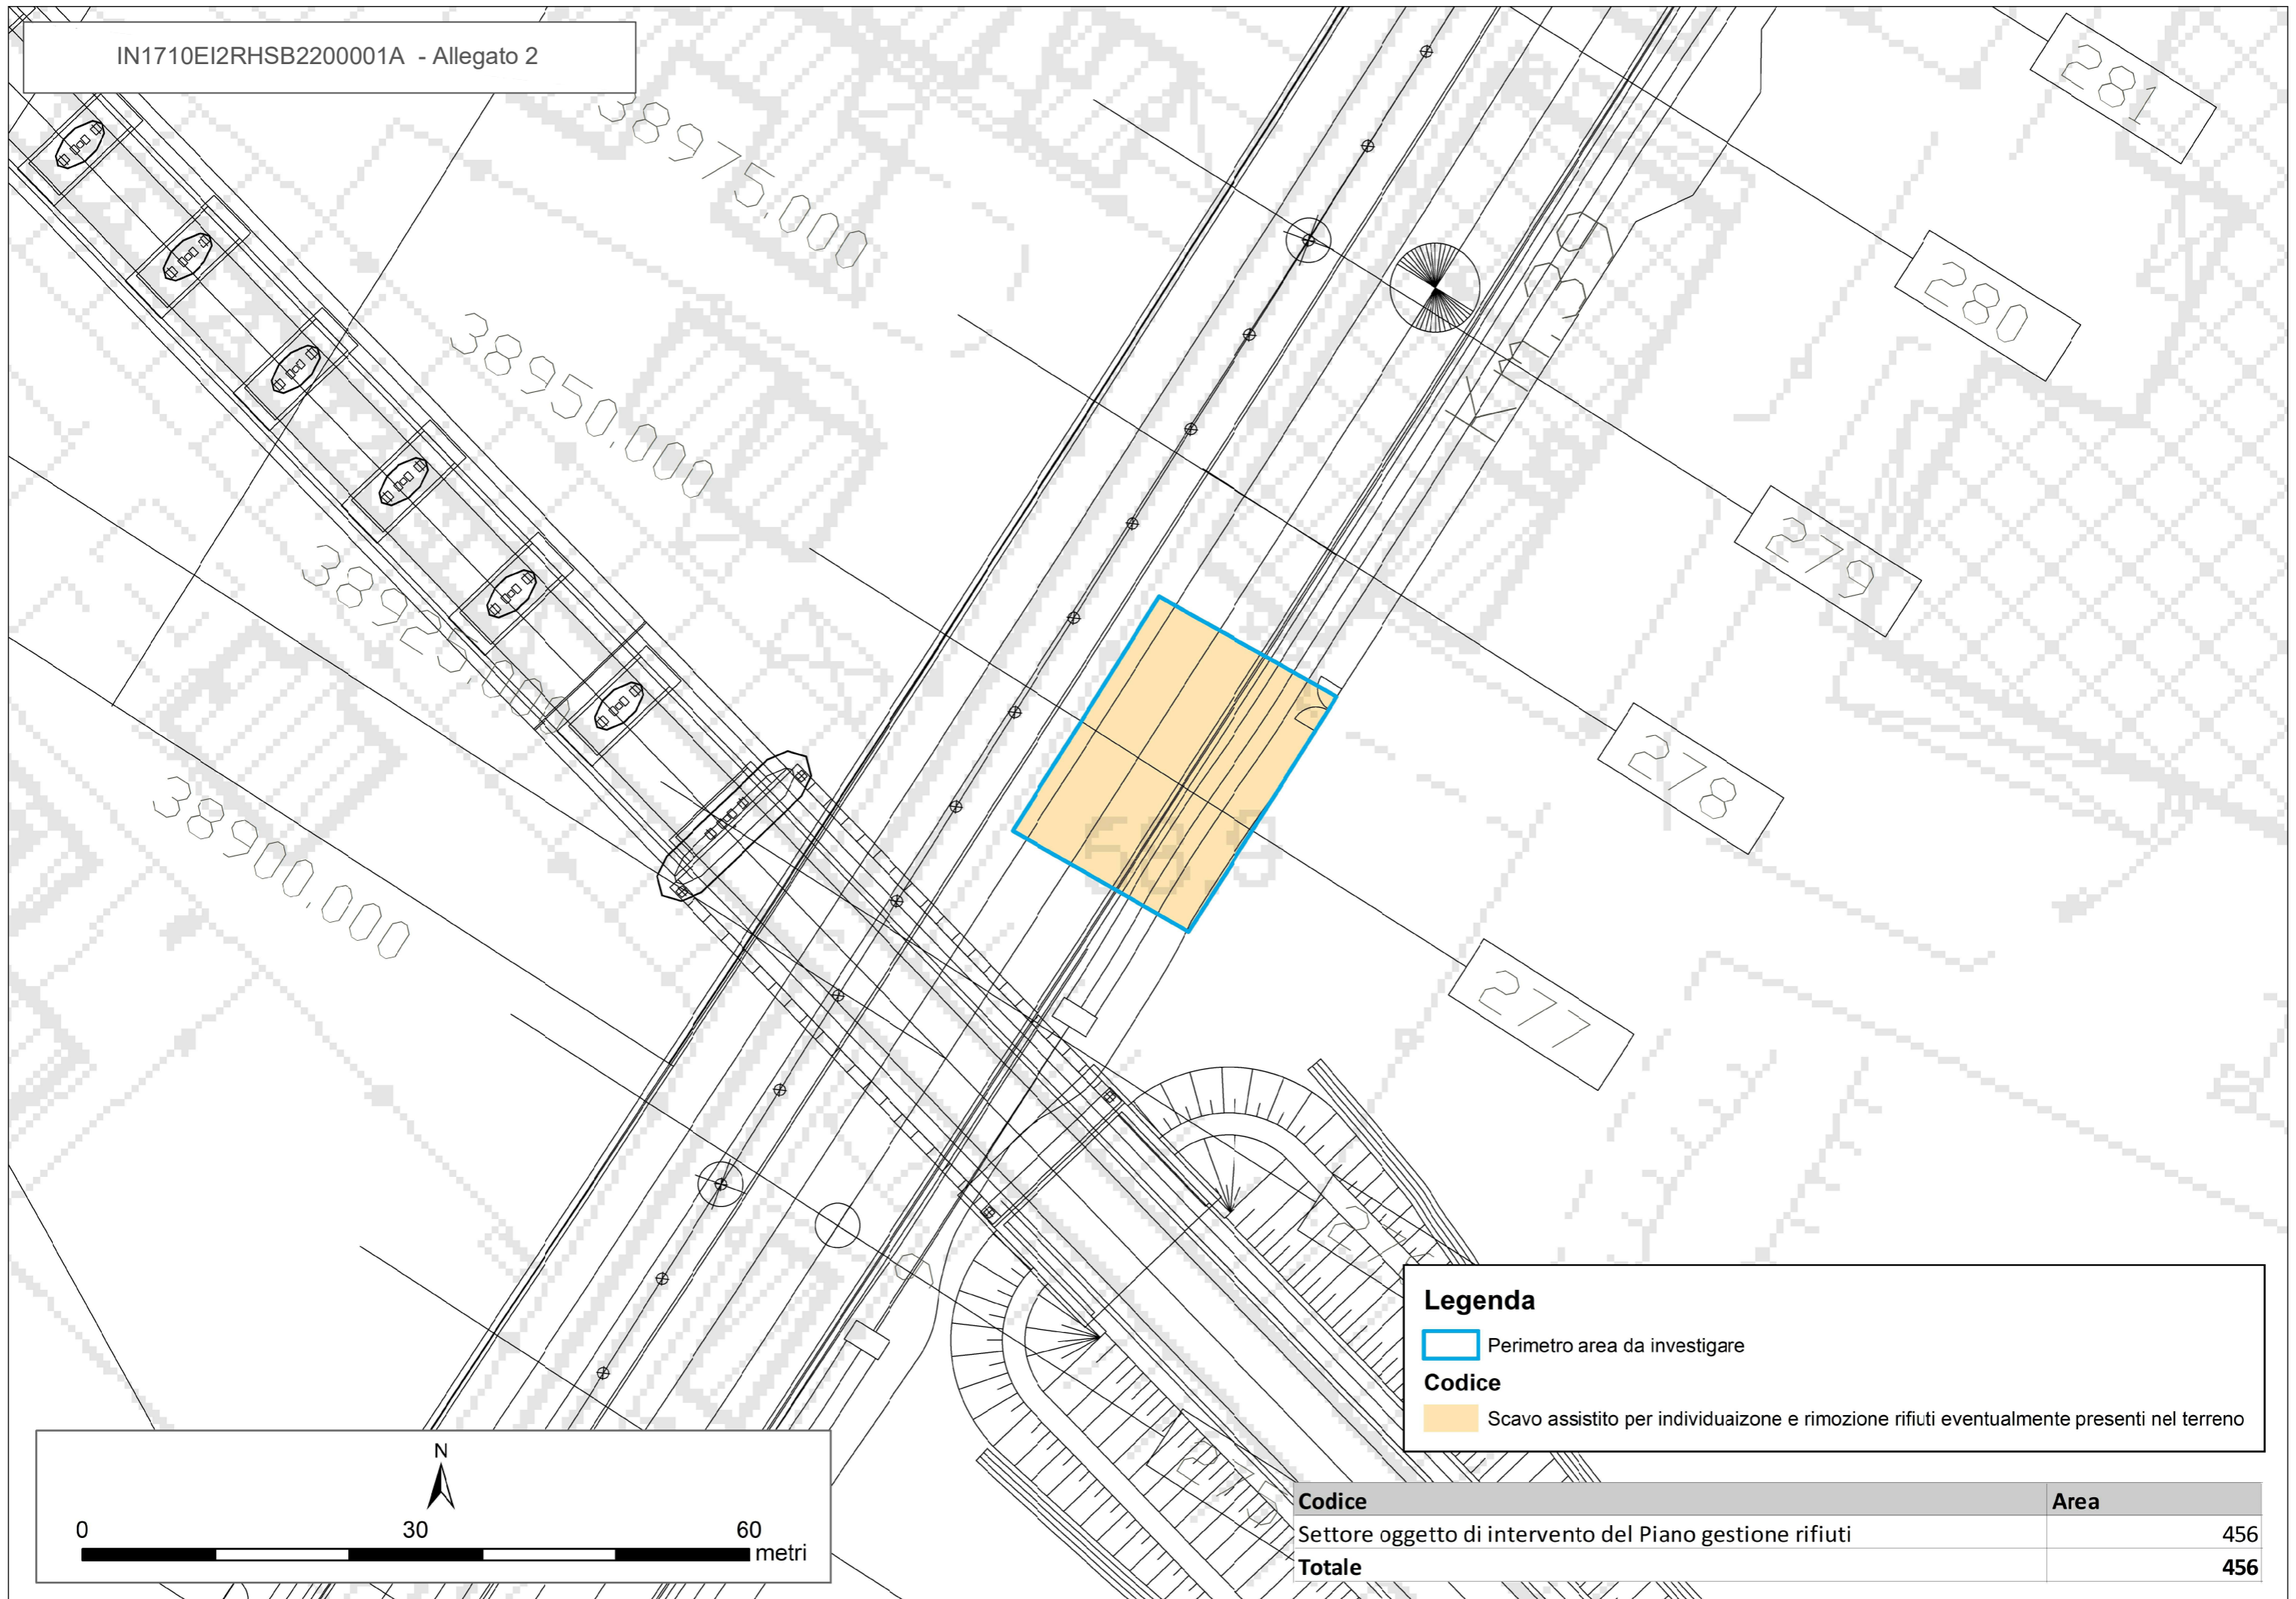 IN1710EI2RHSB2200001A - Allegato 2
281
38975,000
280
38950,000
279
278
38900,000
277
Legenda
Perimetro area da investigare
Codice
Scavo assistito per individuaizone e rimozione rifiuti eventualmente presenti nel terreno
N
0 30 60
metri
Codice Area
Settore oggetto di intervento del Piano gestione rifiuti 456
Totale 456